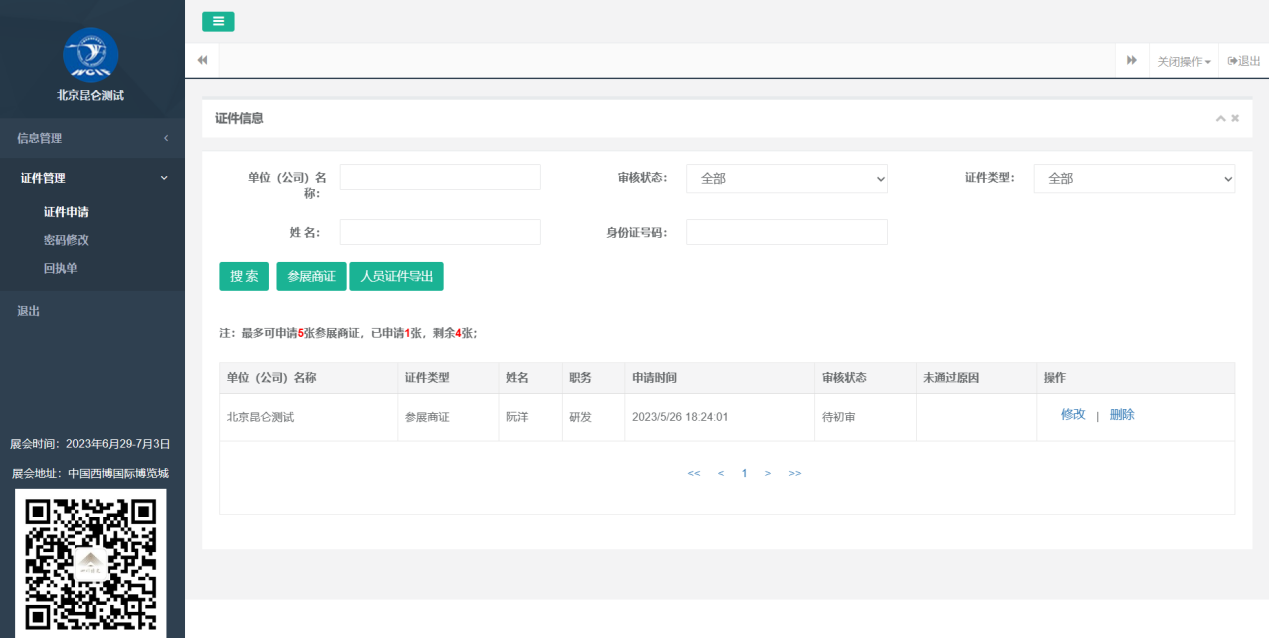 北京昆仑测试
信息管理
证件管理
证件申请
密码修改
回执单
退出
展会时间：2023年6月29-7月3日
展会地址：中国西博国际博览城
关闭操作 退出
证件信息
单位（公司）名称：
审核状态： 全部
证件类型： 全部
姓 名：
身份证号码：
搜 索 参展商证 人员证件导出
注：最多可申请5张参展商证，已申请1张，剩余4张；
单位（公司）名称 证件类型 姓名 职务 申请时间 审核状态 未通过原因 操作
北京昆仑测试 参展商证 阮洋 研发 2023/5/26 18:24:01 待初审 修改 | 删除
<< < 1 > >>